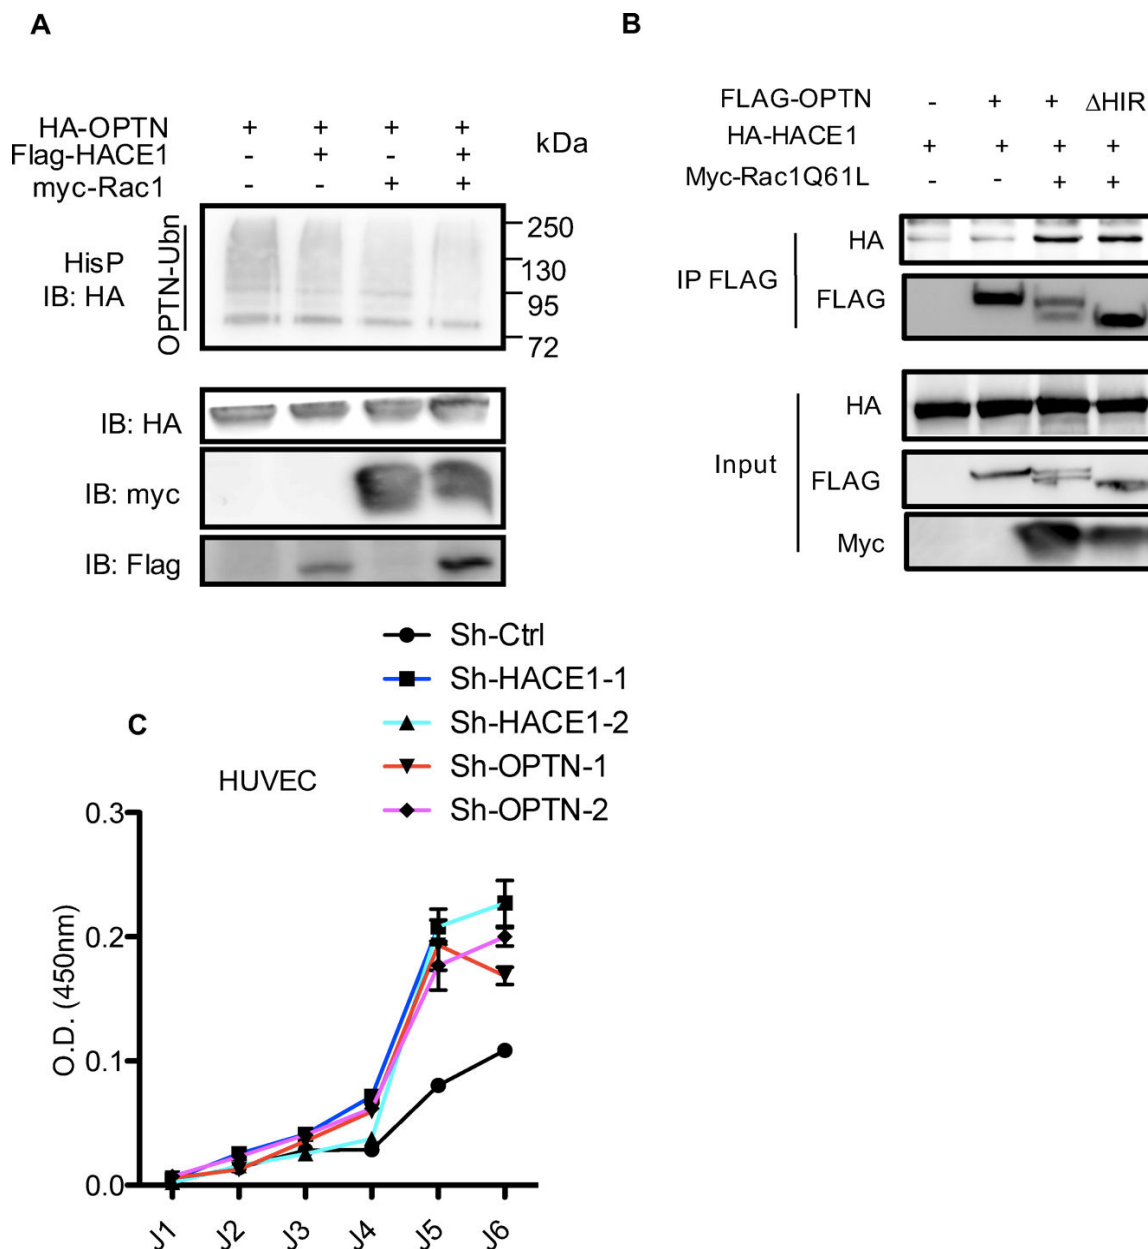 A
HA-OPTN + + + +
Flag-HACE1 - + - +
myc-Rac1 - - + +
kDa
HisP
IB: HA
OPTN-Ubn
250
130
95
72
IB: HA
IB: myc
IB: Flag
B
FLAG-OPTN - + + ΔHIR
HA-HACE1 + + + +
Myc-Rac1Q61L - - + +
IP FLAG
HA
FLAG
Input
HA
FLAG
Myc
C
HUVEC
Sh-Ctrl
Sh-HACE1-1
Sh-HACE1-2
Sh-OPTN-1
Sh-OPTN-2
O.D. (450nm)
0.3
0.2
0.1
0.0
J1 J2 J3 J4 J5 J6